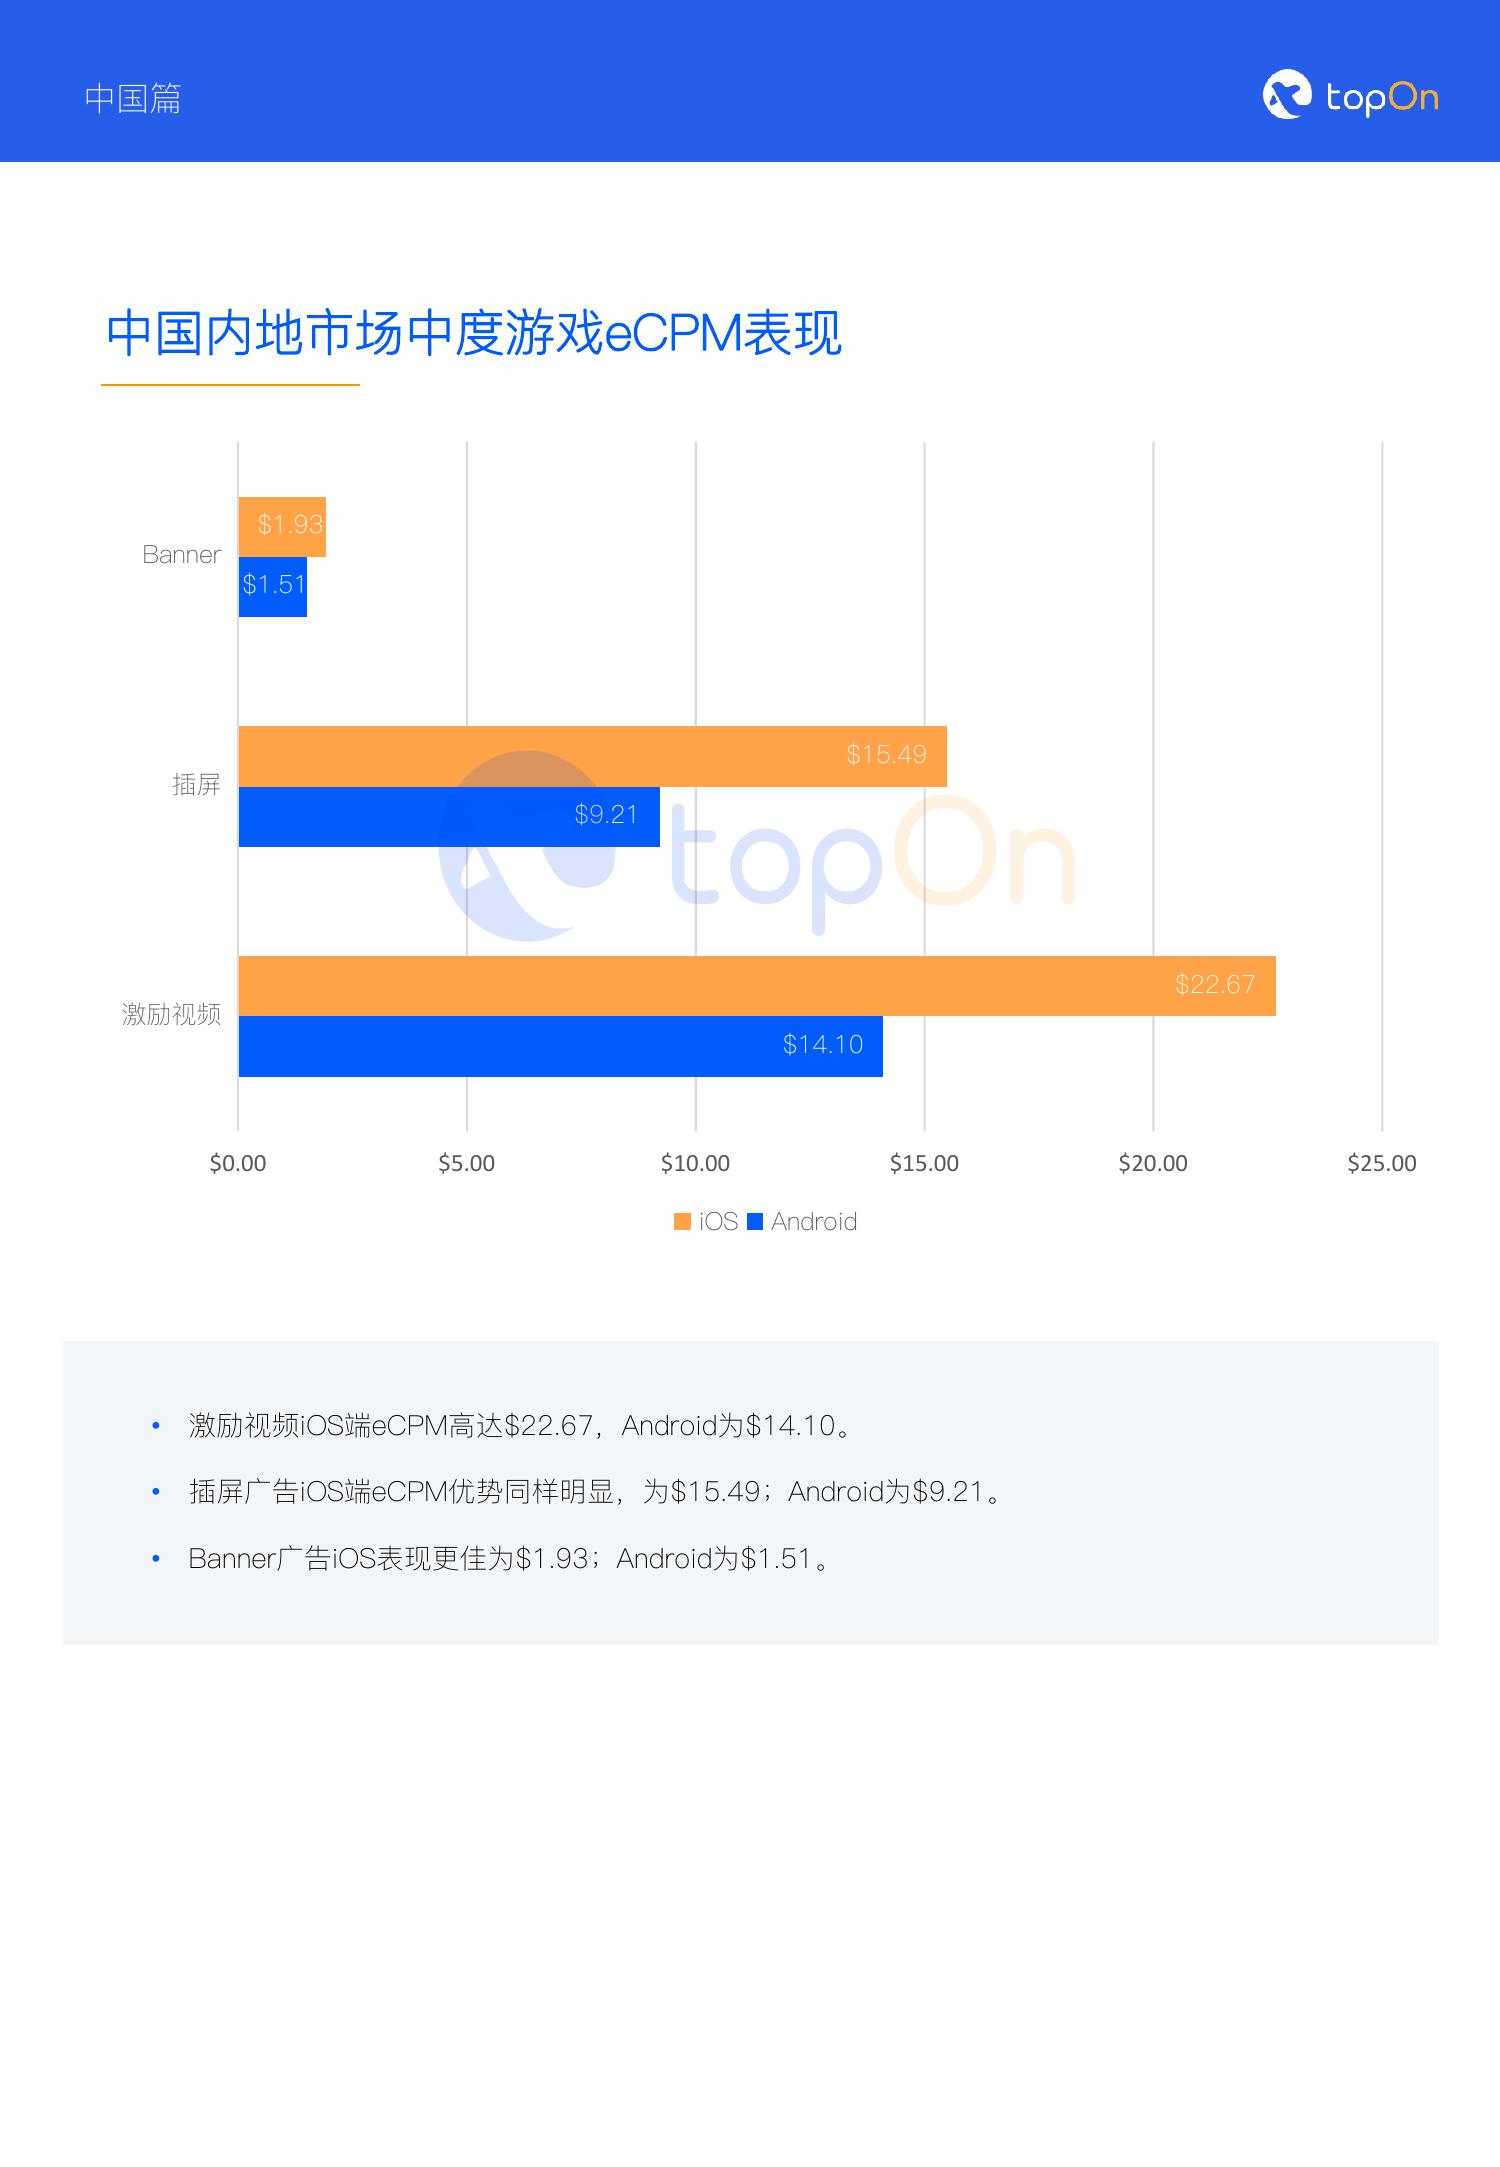 中国篇
topOn
中国内地市场中度游戏eCPM表现
Banner
$1.93
$1.51
插屏
$15.49
$9.21
topOn
激励视频
$22.67
$14.10
$0.00 $5.00 $10.00 $15.00 $20.00 $25.00
iOS Android
• 激励视频iOS端eCPM高达$22.67，Android为$14.10。
• 插屏广告iOS端eCPM优势同样明显，为$15.49；Android为$9.21。
• Banner广告iOS表现更佳为$1.93；Android为$1.51。